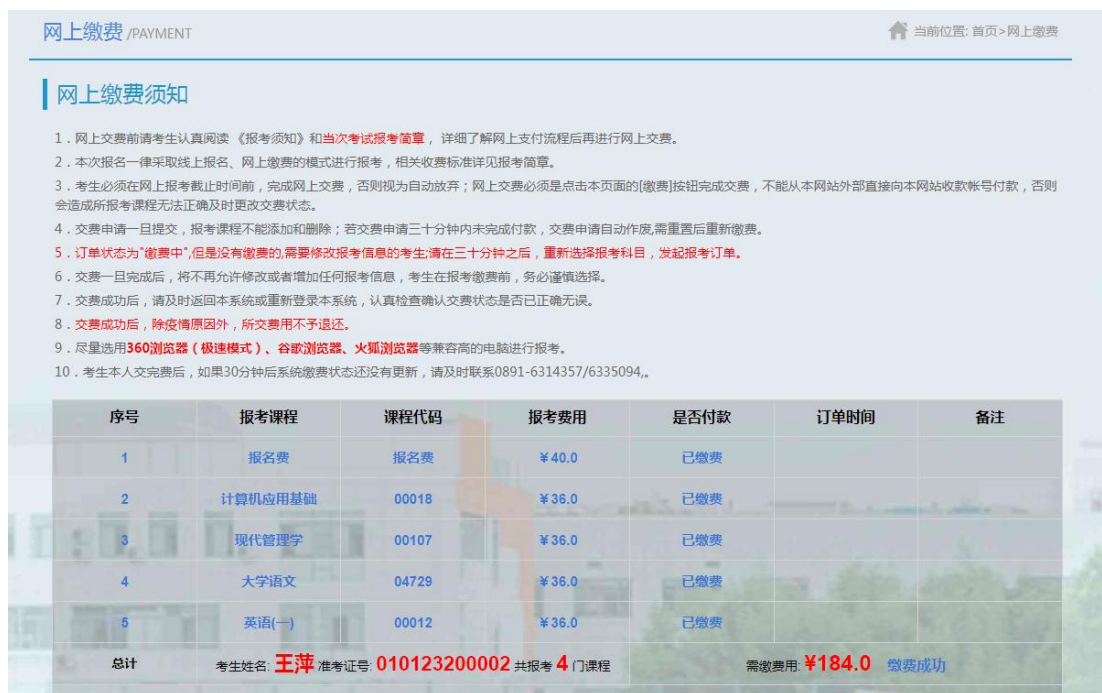 网上缴费 /PAYMENT
当前位置: 首页>网上缴费
网上缴费须知
1．网上交费前请考生认真阅读 《报考须知》和当次考试报考简章， 详细了解网上支付流程后再进行网上交费。
2．本次报名一律采取线上报名、网上缴费的模式进行报考，相关收费标准详见报考简章。
3．考生必须在网上报考截止时间前，完成网上交费，否则视为自动放弃；网上交费必须是点击本页面的[缴费]按钮完成交费，不能从本网站外部直接向本网站收款帐号付款，否则
会造成所报考课程无法正确及时更改交费状态。
4．交费申请一旦提交，报考课程不能添加和删除；若交费申请三十分钟内未完成付款，交费申请自动作废,需重置后重新缴费。
5．订单状态为"缴费中",但是没有缴费的,需要修改报考信息的考生;请在三十分钟之后，重新选择报考科目，发起报考订单。
6．交费一旦完成后，将不再允许修改或者增加任何报考信息，考生在报考缴费前，务必谨慎选择。
7．交费成功后，请及时返回本系统或重新登录本系统，认真检查确认交费状态是否已正确无误。
8．交费成功后，除疫情原因外，所交费用不予退还。
9．尽量选用360浏览器（极速模式）、谷歌浏览器、火狐浏览器等兼容高的电脑进行报考。
10．考生本人交完费后，如果30分钟后系统缴费状态还没有更新，请及时联系0891-6314357/6335094,。
序号 报考课程 课程代码 报考费用 是否付款 订单时间 备注
1 报名费 报名费 ￥40.0 已缴费
2 计算机应用基础 00018 ￥36.0 已缴费
3 现代管理学 00107 ￥36.0 已缴费
4 大学语文 04729 ￥36.0 已缴费
5 英语(一) 00012 ￥36.0 已缴费
总计 考生姓名: 王萍 准考证号: 010123200002 共报考 4 门课程 需缴费用: ¥184.0 缴费成功